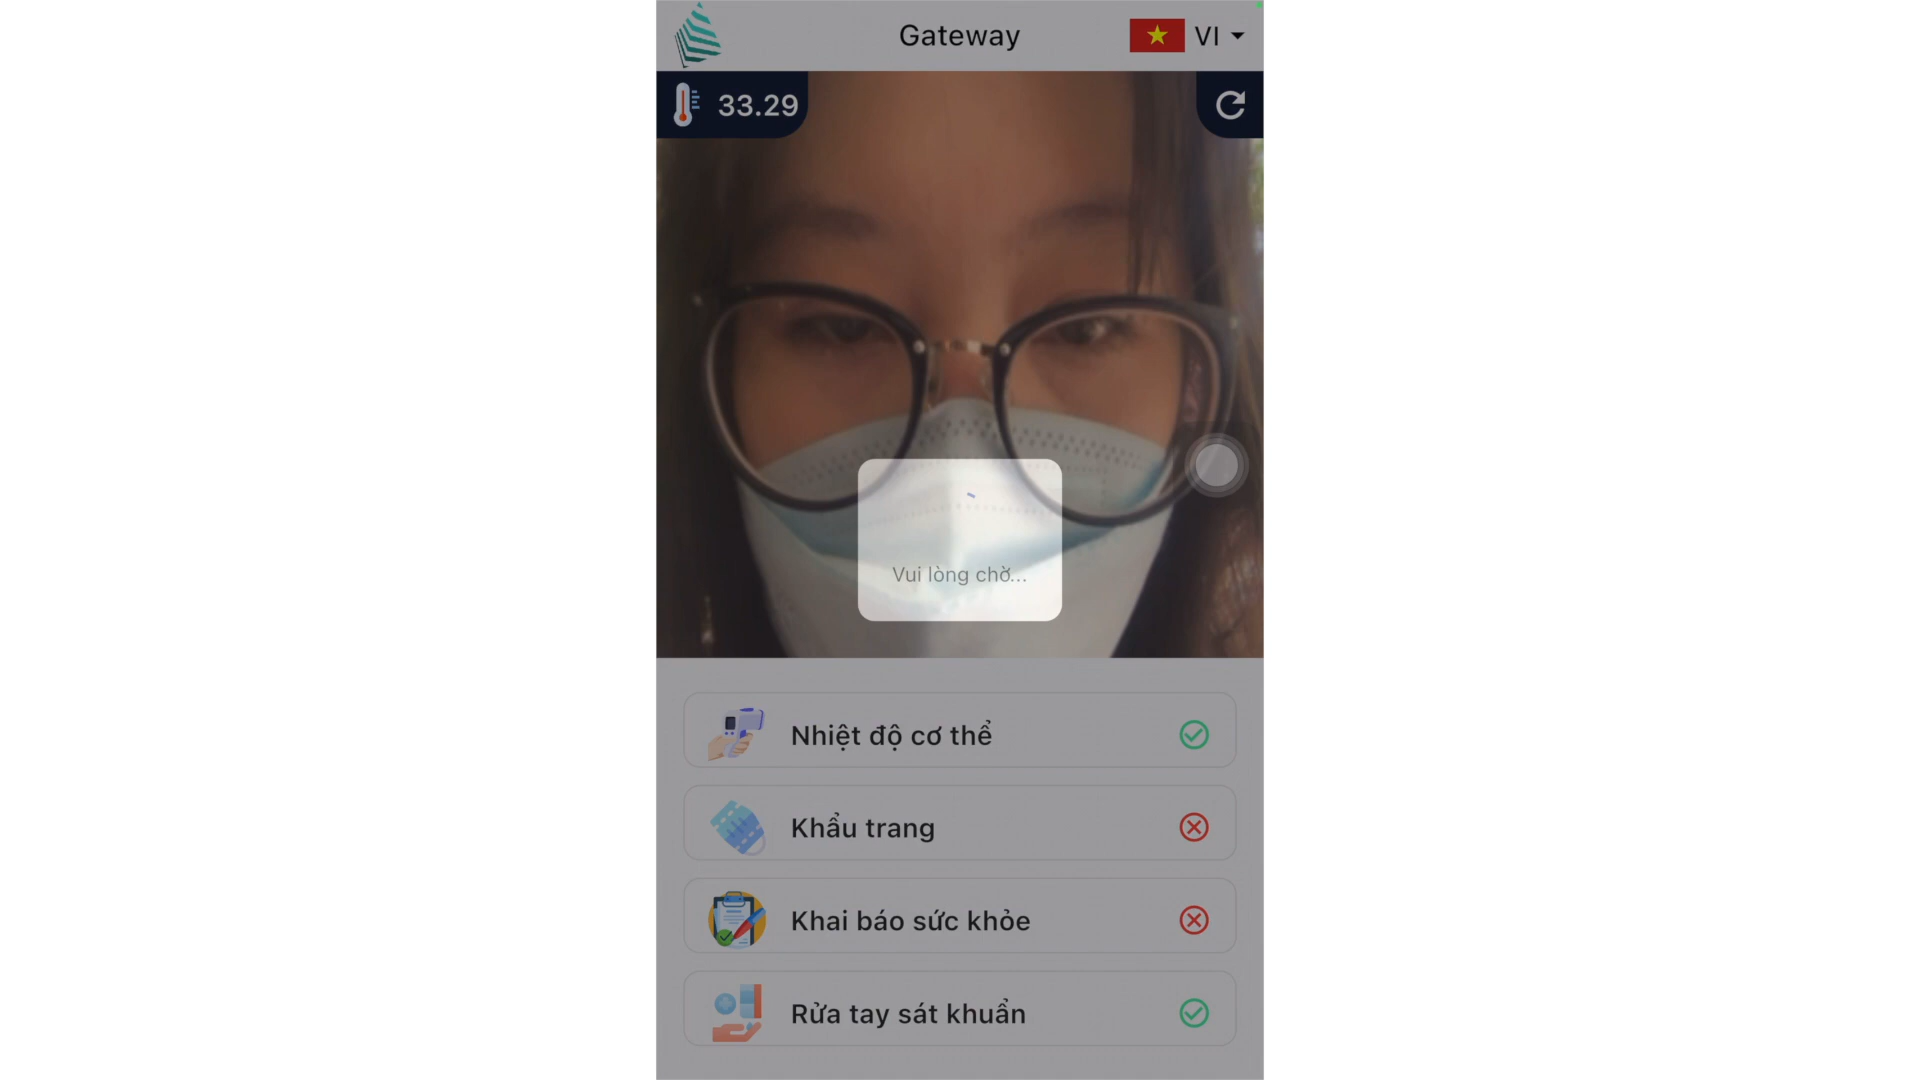 Gateway
VI
33.29
Vui lòng chờ...
Nhiệt độ cơ thể
Khẩu trang
Khai báo sức khỏe
Rửa tay sát khuẩn